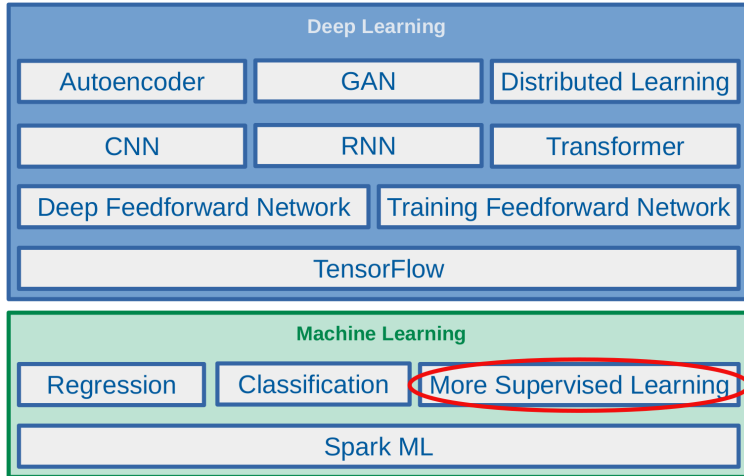 Deep Learning
Autoencoder GAN Distributed Learning
CNN RNN Transformer
Deep Feedforward Network Training Feedforward Network
TensorFlow
Machine Learning
Regression Classification More Supervised Learning
Spark ML